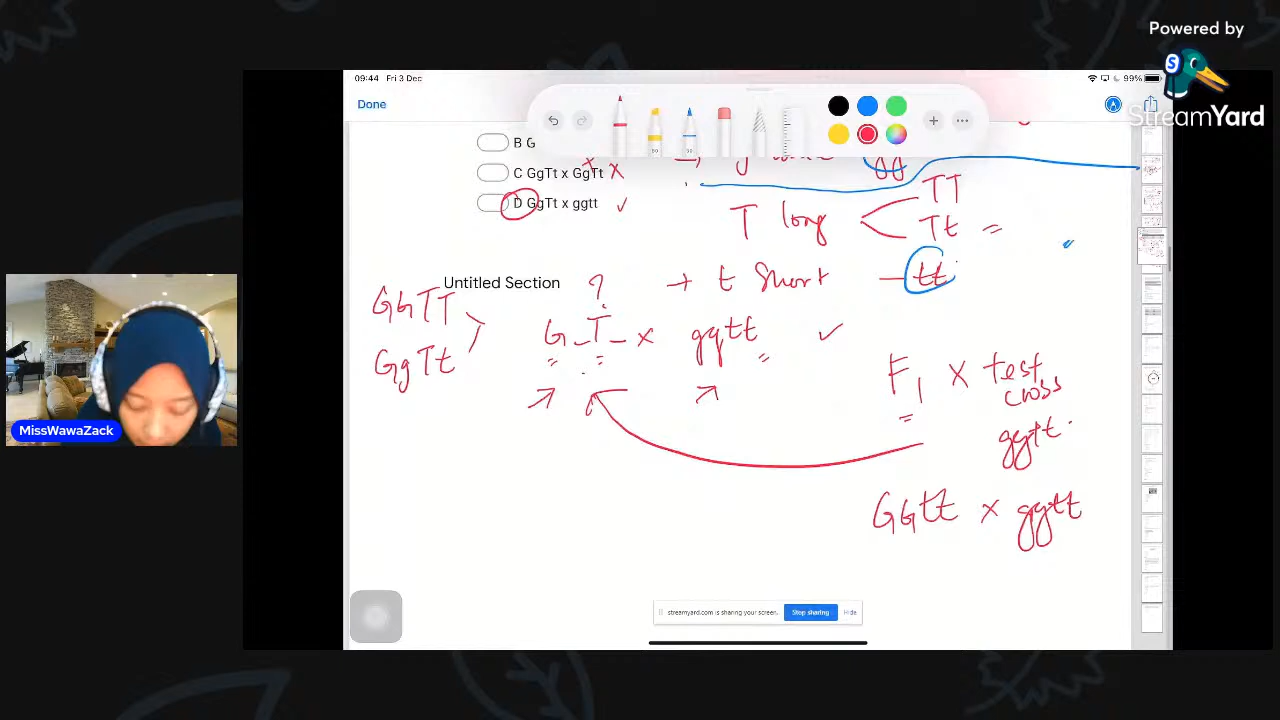 Powered by
StreamYard
09:44 Fri 3 Dec
99%
Done
B G
C GgTt x GgTt x
D GgTt x ggtt ✓
gg
TT
T long
Tt =
Untitled Section
?
→ t Short – tt
GGTT
GgTt
G_T_ x ggtt ✓
F1 x test
cross
ggtt
GGtt x ggtt
MissWawaZack
streamyard.com is sharing your screen.
Stop sharing
Hide